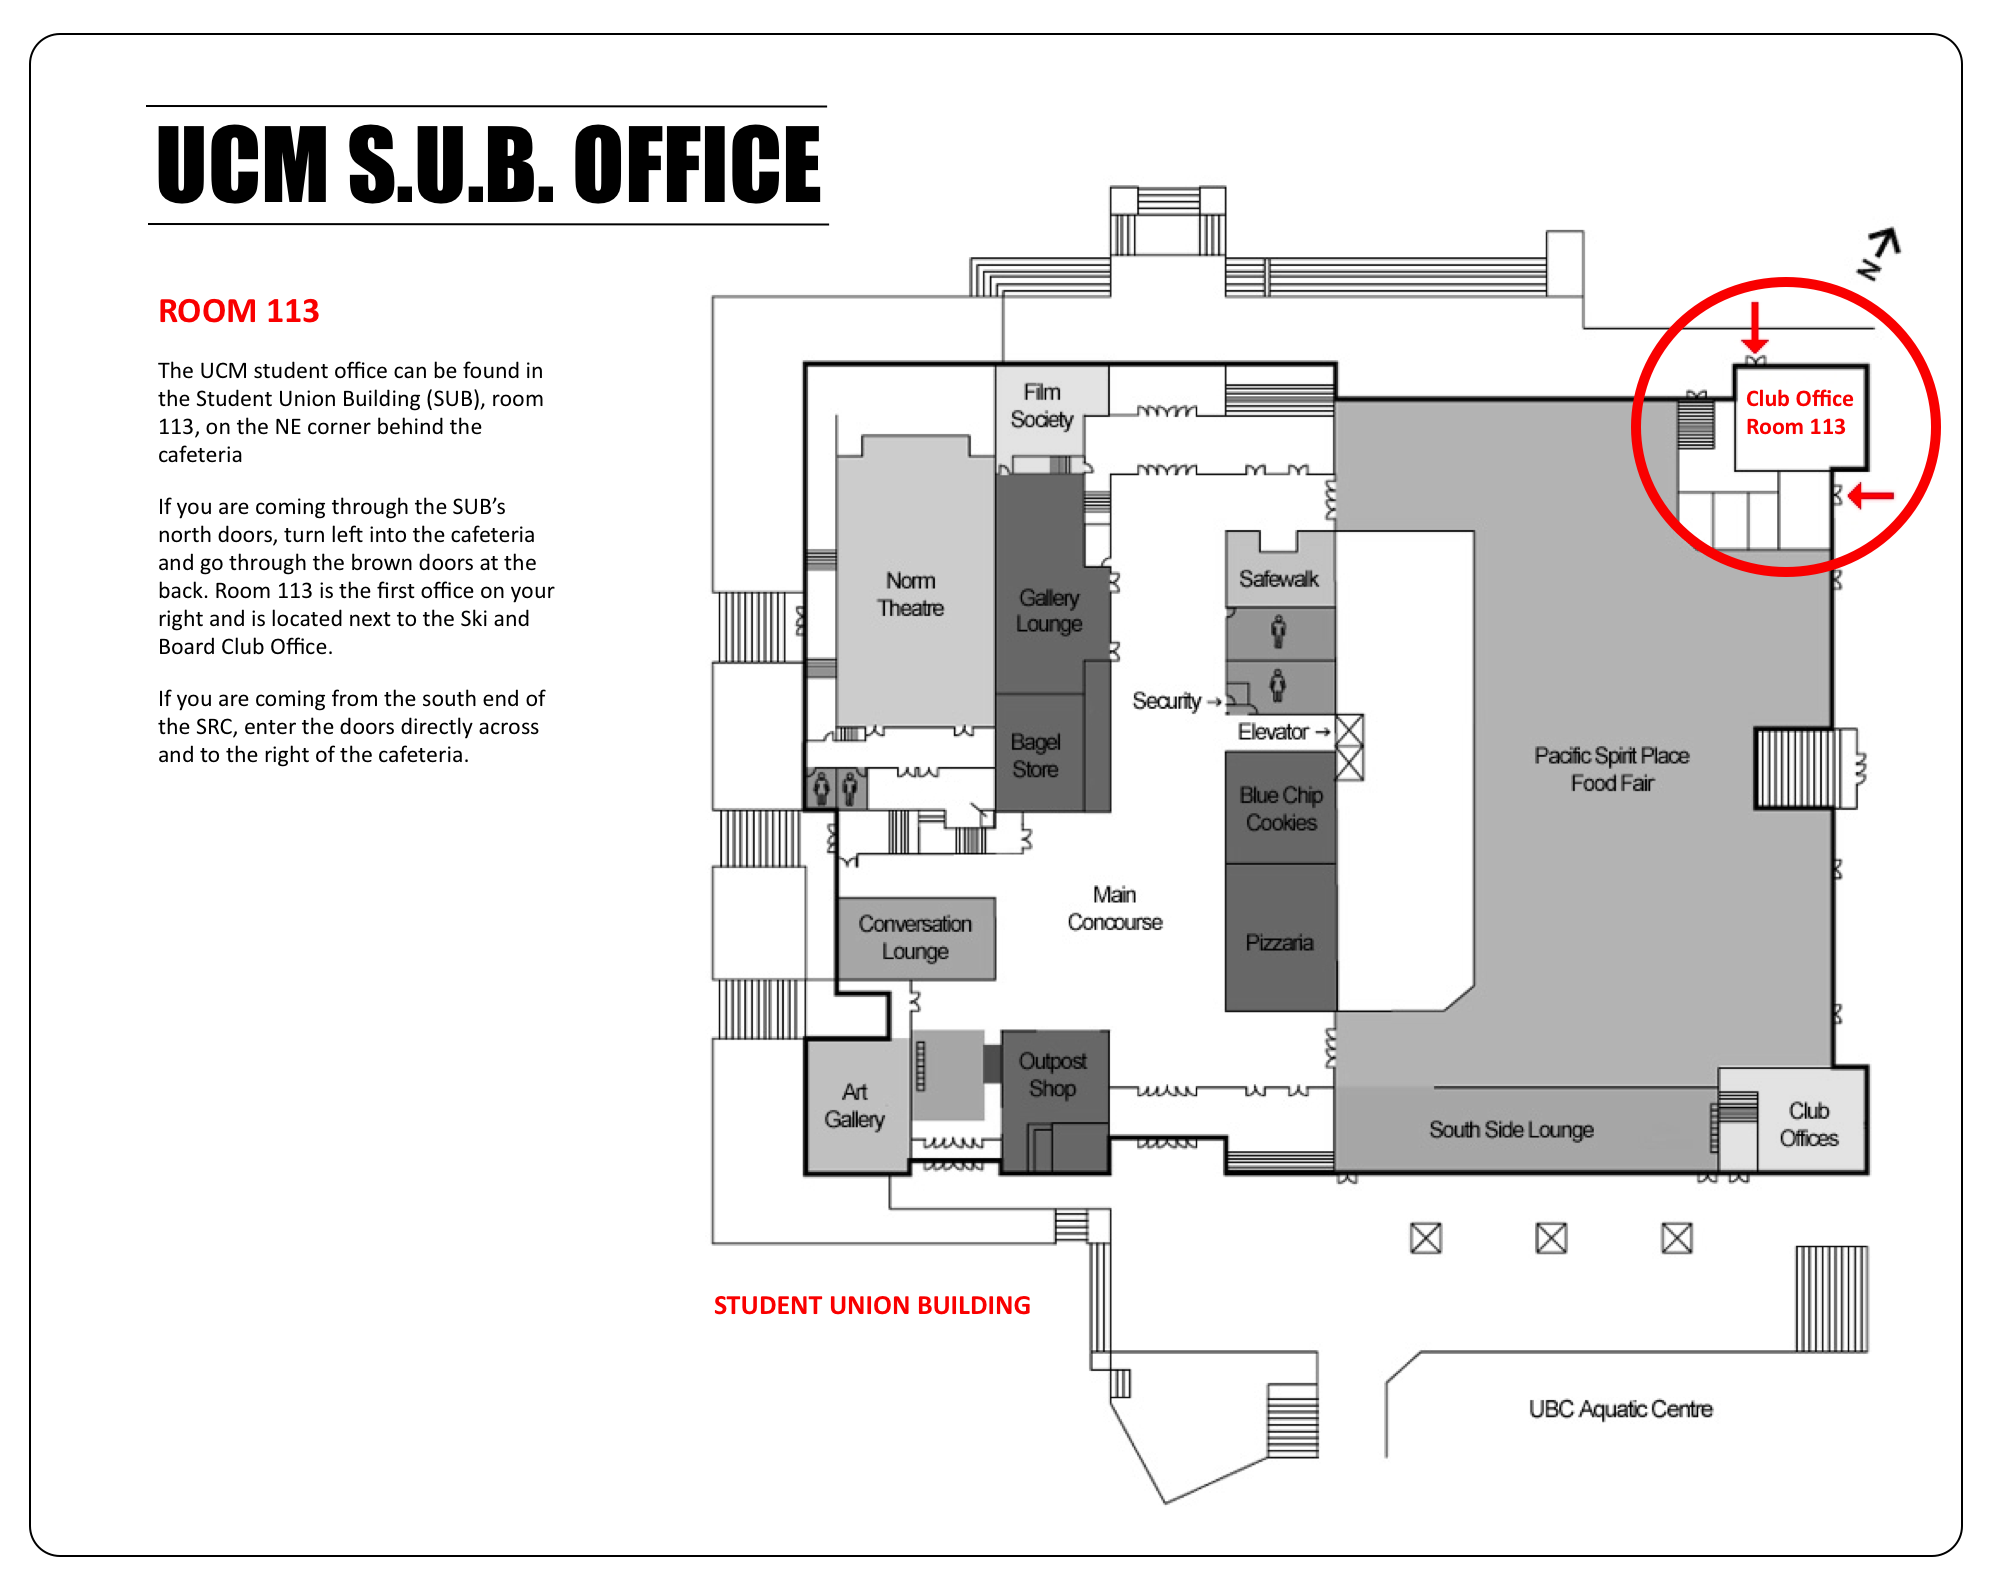 UCM S.U.B. OFFICE
ROOM 113
The UCM student office can be found in
the Student Union Building (SUB), room
113, on the NE corner behind the
cafeteria
If you are coming through the SUB’s
north doors, turn left into the cafeteria
and go through the brown doors at the
back. Room 113 is the first office on your
right and is located next to the Ski and
Board Club Office.
If you are coming from the south end of
the SRC, enter the doors directly across
and to the right of the cafeteria.
N
Club Office
Room 113
Film
Society
Norm
Theatre
Gallery
Lounge
Safewalk
Security →
Elevator →
Bagel
Store
Blue Chip
Cookies
Pacific Spirit Place
Food Fair
Main
Concourse
Conversation
Lounge
Pizzaria
Art
Gallery
Outpost
Shop
South Side Lounge
Club
Offices
STUDENT UNION BUILDING
UBC Aquatic Centre